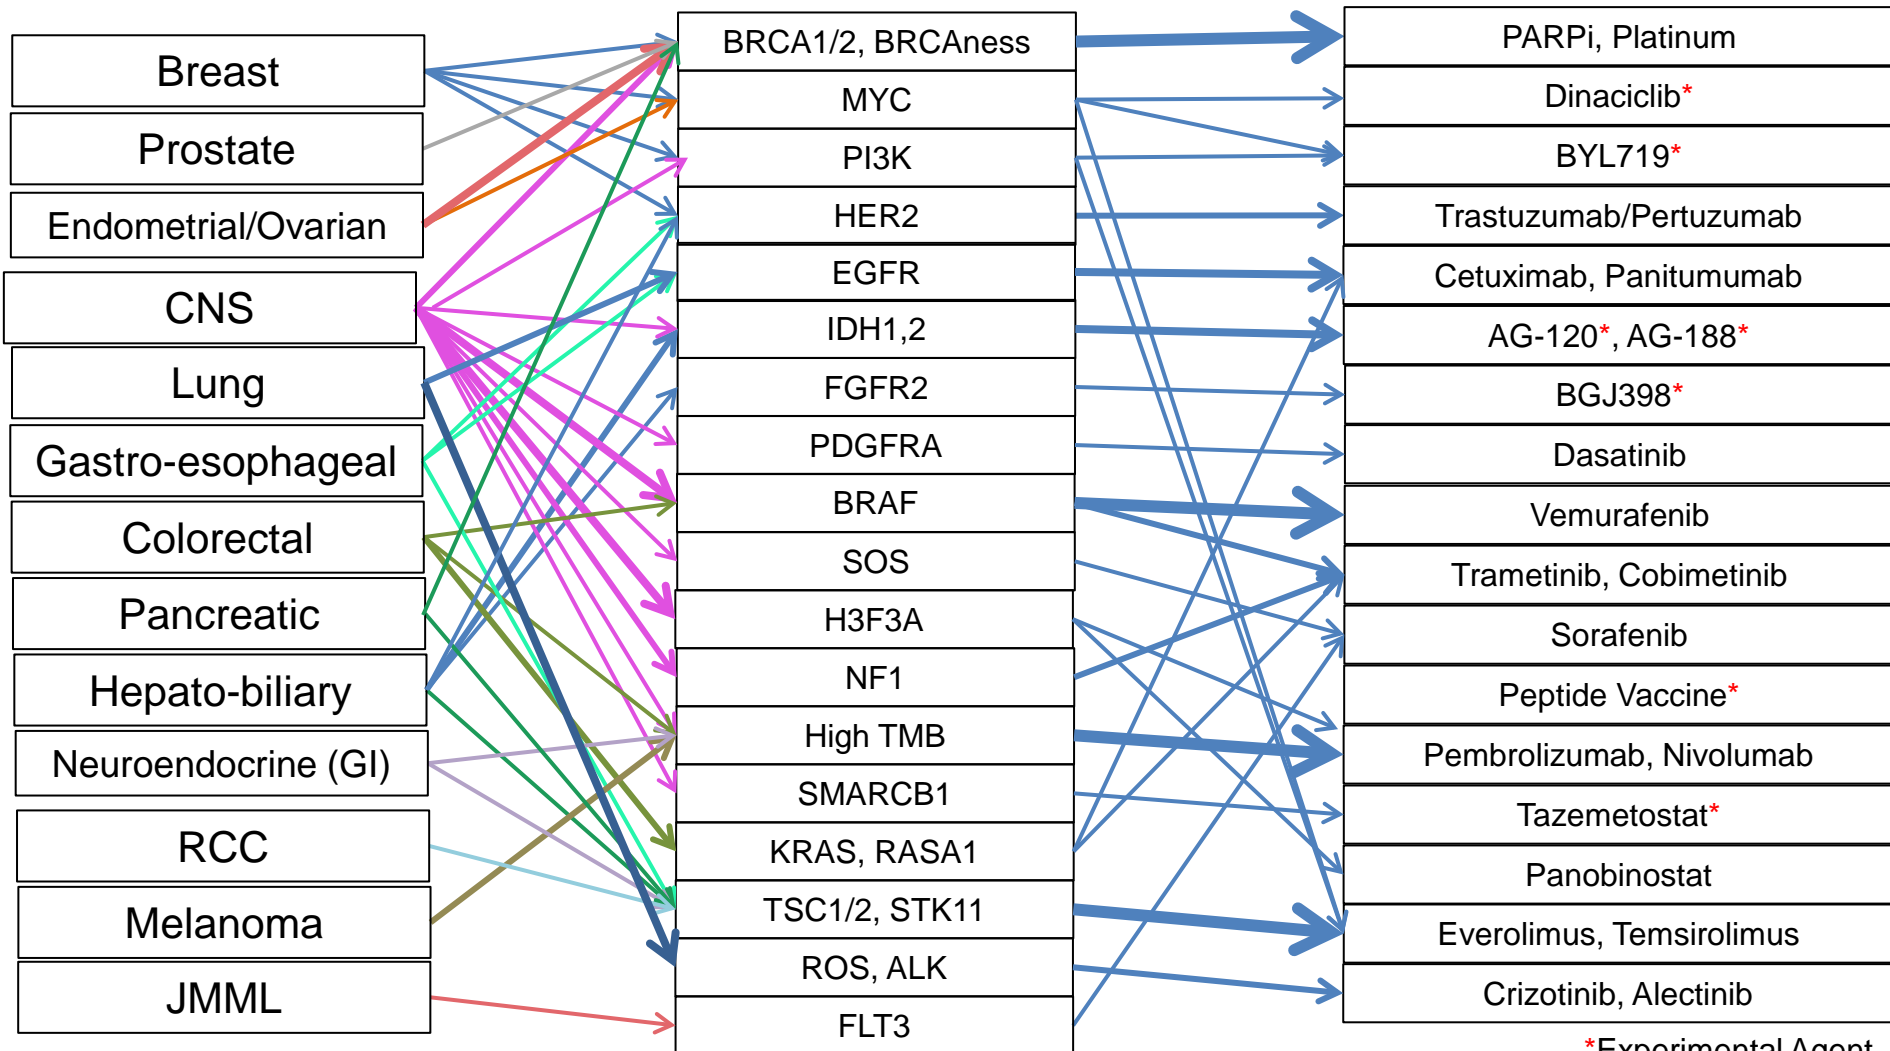 Breast
Prostate
Endometrial/Ovarian
CNS
Lung
Gastro-esophageal
Colorectal
Pancreatic
Hepato-biliary
Neuroendocrine (GI)
RCC
Melanoma
JMML
BRCA1/2, BRCAness
MYC
PI3K
HER2
EGFR
IDH1,2
FGFR2
PDGFRA
BRAF
SOS
H3F3A
NF1
High TMB
SMARCB1
KRAS, RASA1
TSC1/2, STK11
ROS, ALK
FLT3
PARPi, Platinum
Dinaciclib*
BYL719*
Trastuzumab/Pertuzumab
Cetuximab, Panitumumab
AG-120*, AG-188*
BGJ398*
Dasatinib
Vemurafenib
Trametinib, Cobimetinib
Sorafenib
Peptide Vaccine*
Pembrolizumab, Nivolumab
Tazemetostat*
Panobinostat
Everolimus, Temsirolimus
Crizotinib, Alectinib
*Experimental Agent